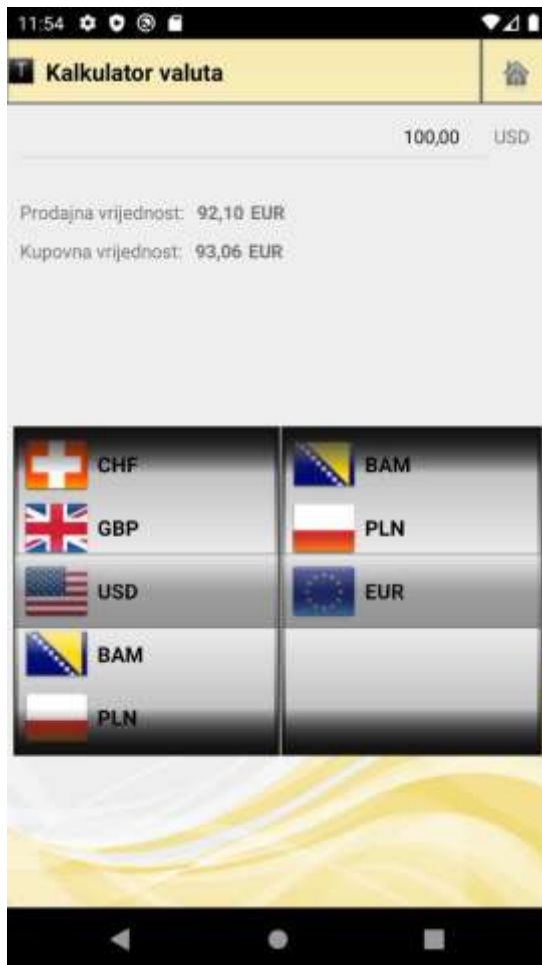 11:54
Kalkulator valuta
100,00 USD
Prodajna vrijednost: 92,10 EUR
Kupovna vrijednost: 93,06 EUR
CHF BAM
GBP PLN
USD EUR
BAM
PLN